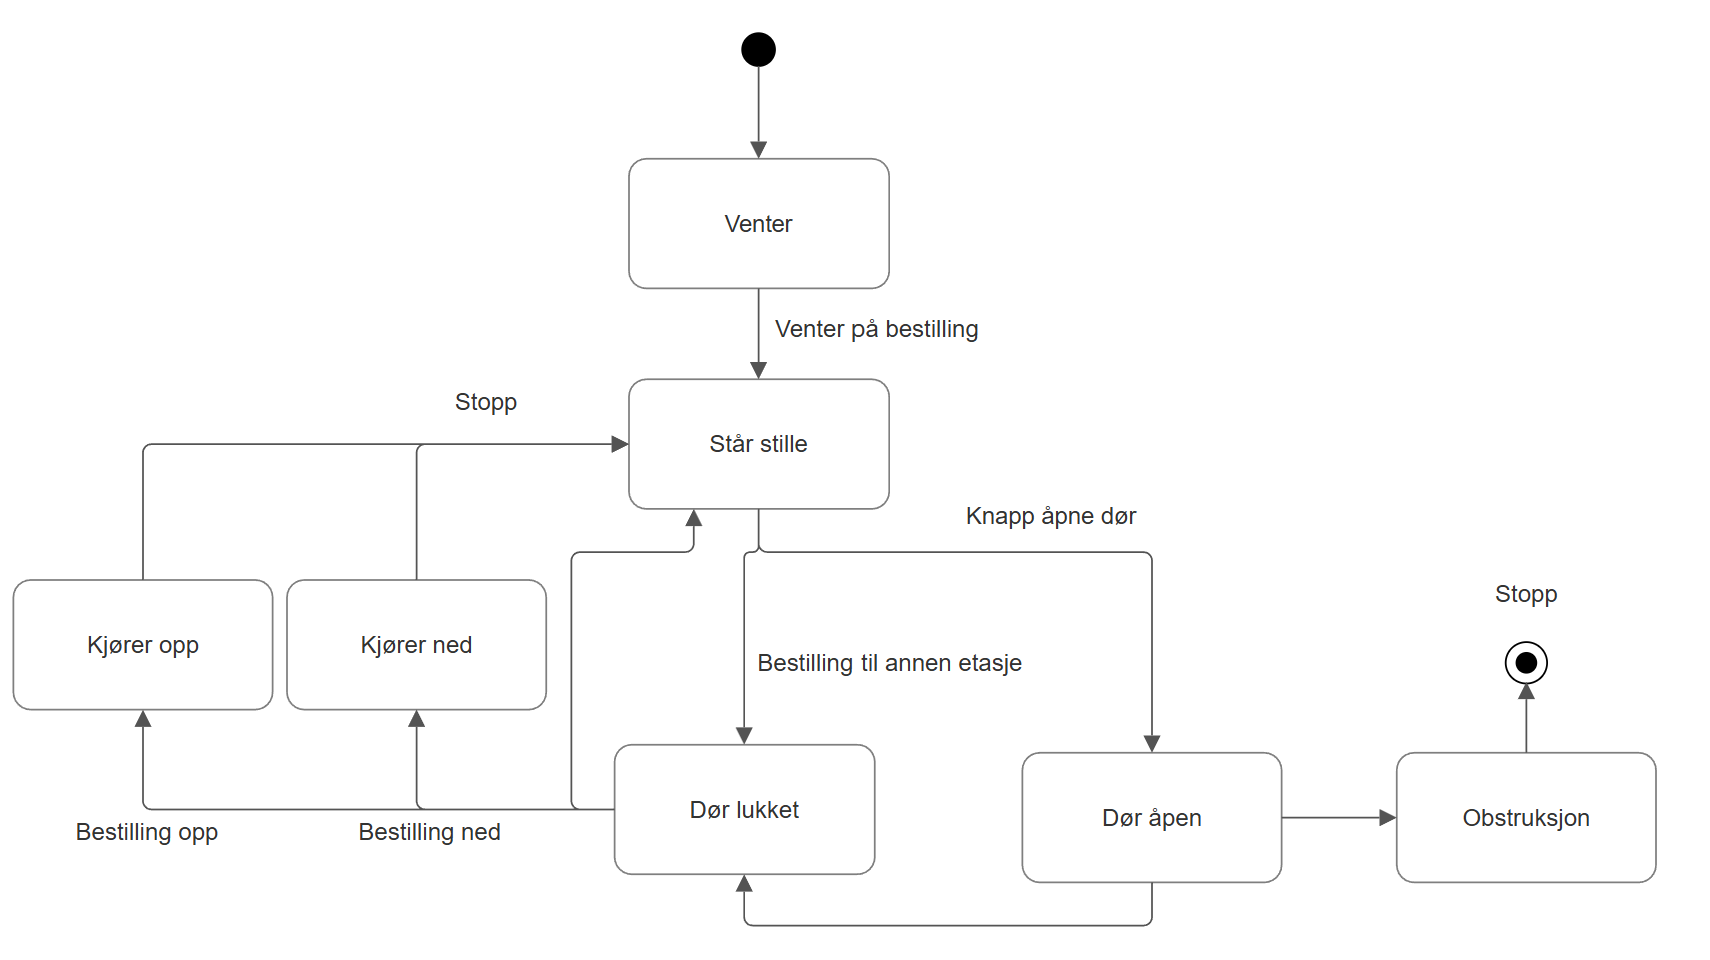 Venter
Venter på bestilling
Stopp
Står stille
Knapp åpne dør
Stopp
Kjører opp
Kjører ned
Bestilling til annen etasje
Dør lukket
Dør åpen
Obstruksjon
Bestilling opp
Bestilling ned